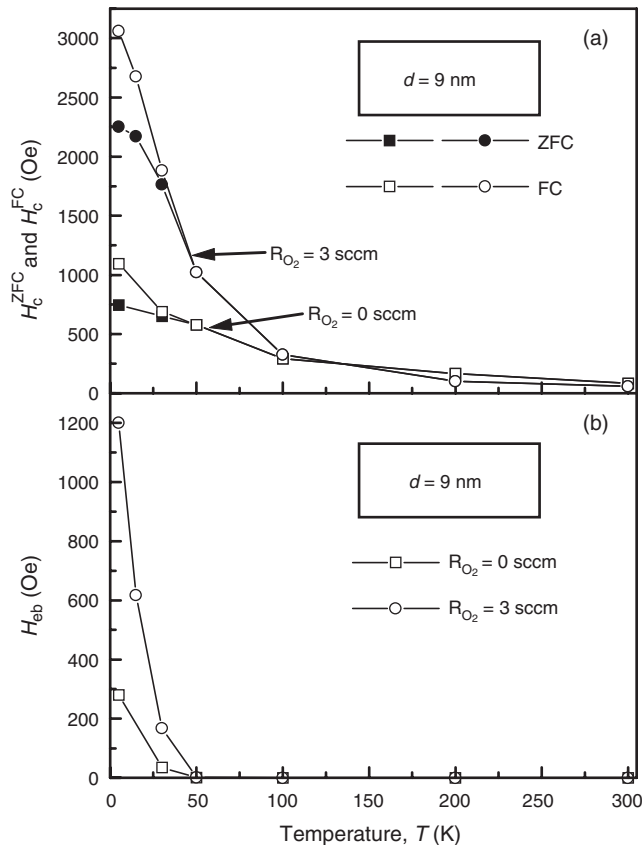 (a)
d = 9 nm
ZFC
FC
R_O2 = 3 sccm
R_O2 = 0 sccm
3000
2500
2000
1500
1000
500
0
H_c^ZFC and H_c^FC (Oe)
(b)
d = 9 nm
R_O2 = 0 sccm
R_O2 = 3 sccm
1200
1000
800
600
400
200
0
H_eb (Oe)
0 50 100 150 200 250 300
Temperature, T (K)